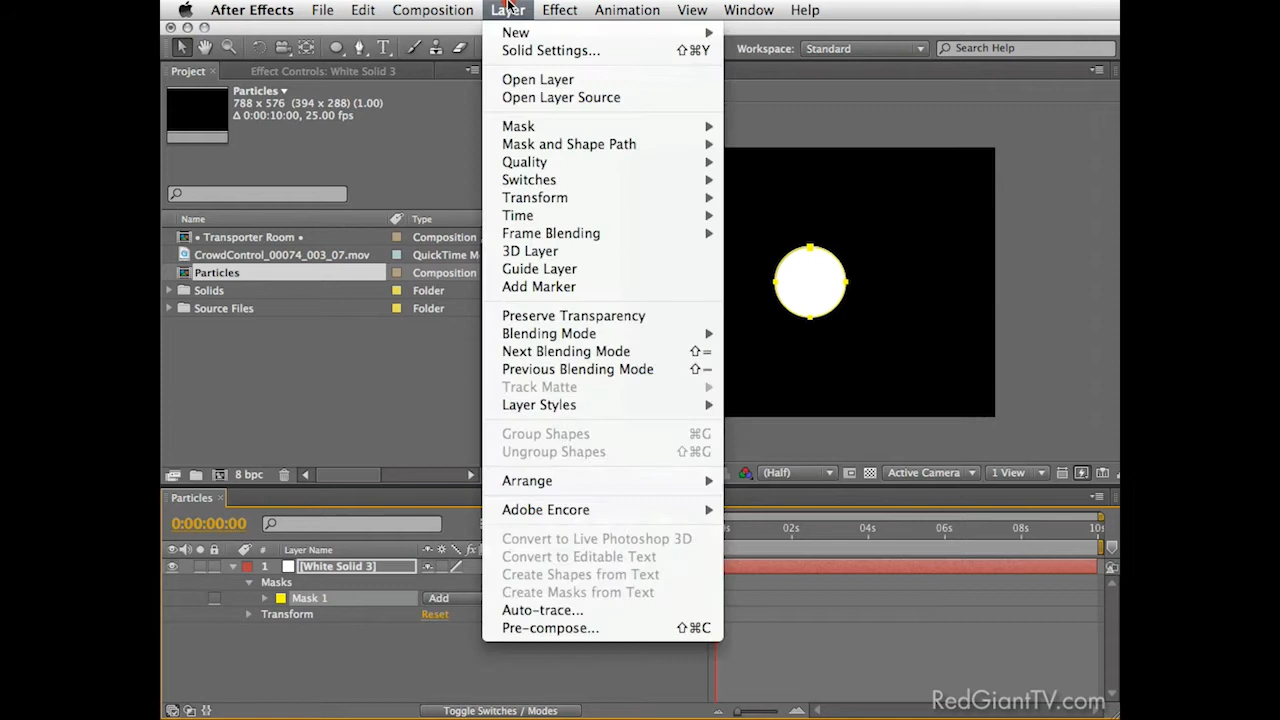 After Effects File Edit Composition Layer Effect Animation View Window Help
Workspace: Standard Search Help
Project × Effect Controls: White Solid 3
Particles
788 x 576 (394 x 288) (1.00)
Δ 0:00:10:00, 25.00 fps
Name Type
• Transporter Room • Composition
CrowdControl_00074_003_07.mov QuickTime M
Particles Composition
Solids Folder
Source Files Folder
8 bpc
New
Solid Settings... ⇧⌘Y
Open Layer
Open Layer Source
Mask
Mask and Shape Path
Quality
Switches
Transform
Time
Frame Blending
3D Layer
Guide Layer
Add Marker
Preserve Transparency
Blending Mode
Next Blending Mode ⇧=
Previous Blending Mode ⇧−
Track Matte
Layer Styles
Group Shapes ⌘G
Ungroup Shapes ⇧⌘G
Arrange
Adobe Encore
Convert to Live Photoshop 3D
Convert to Editable Text
Create Shapes from Text
Create Masks from Text
Auto-trace...
Pre-compose... ⇧⌘C
(Half) Active Camera 1 View
Particles ×
0:00:00:00
02s 04s 06s 08s 10s
# Layer Name
1 [White Solid 3]
Masks
Mask 1 Add
Transform Reset
Toggle Switches / Modes
RedGiantTV.com